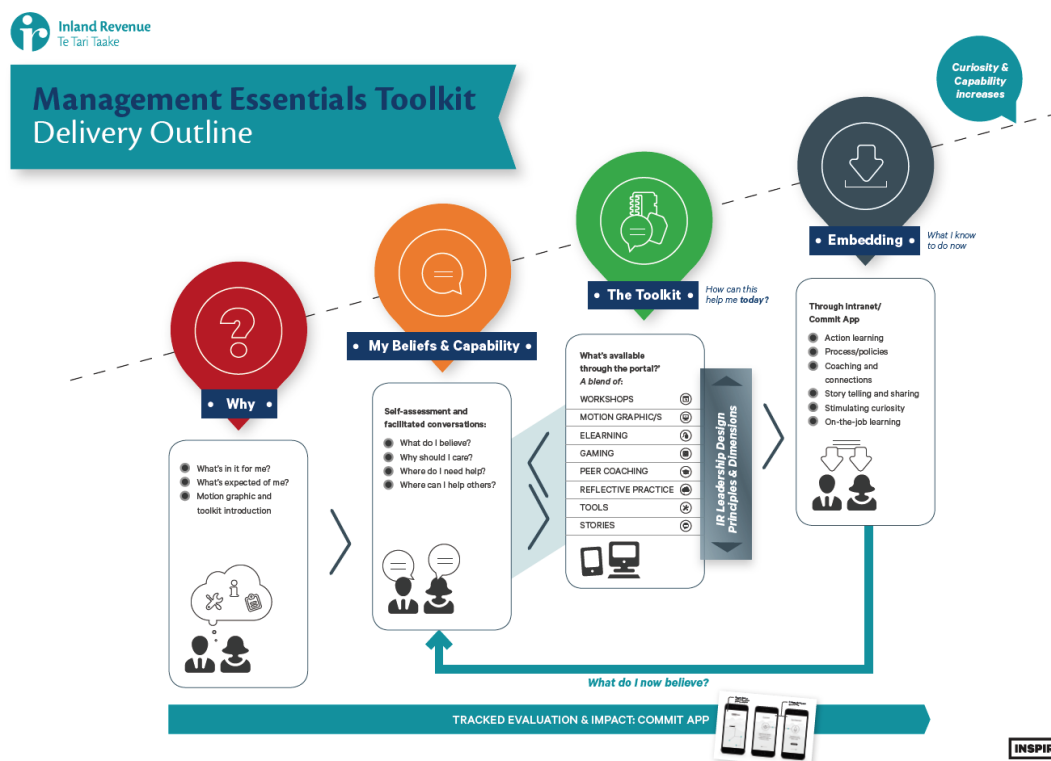 Inland Revenue
Te Tari Taake
Management Essentials Toolkit
Delivery Outline
Curiosity &
Capability
increases
Why
What's in it for me?
What's expected of me?
Motion graphic and
toolkit introduction
My Beliefs & Capability
Self-assessment and
facilitated conversations:
What do I believe?
Why should I care?
Where do I need help?
Where can I help others?
The Toolkit
How can this
help me today?
What's available
through the portal?'
A blend of:
WORKSHOPS
MOTION GRAPHIC/S
ELEARNING
GAMING
PEER COACHING
REFLECTIVE PRACTICE
TOOLS
STORIES
IR Leadership Design
Principles & Dimensions
Embedding
What I know
to do now
Through Intranet/
Commit App
Action learning
Process/policies
Coaching and
connections
Story telling and sharing
Stimulating curiosity
On-the-job learning
What do I now believe?
TRACKED EVALUATION & IMPACT: COMMIT APP
INSPIR